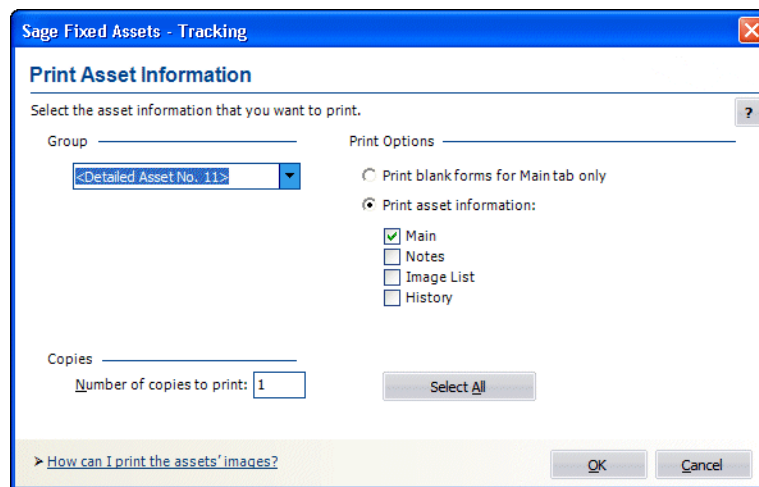 Sage Fixed Assets - Tracking
Print Asset Information
Select the asset information that you want to print.
?
Group
Print Options
<Detailed Asset No. 11>
Print blank forms for Main tab only
Print asset information:
Main
Notes
Image List
History
Copies
Number of copies to print: 1
Select All
How can I print the assets' images?
OK
Cancel